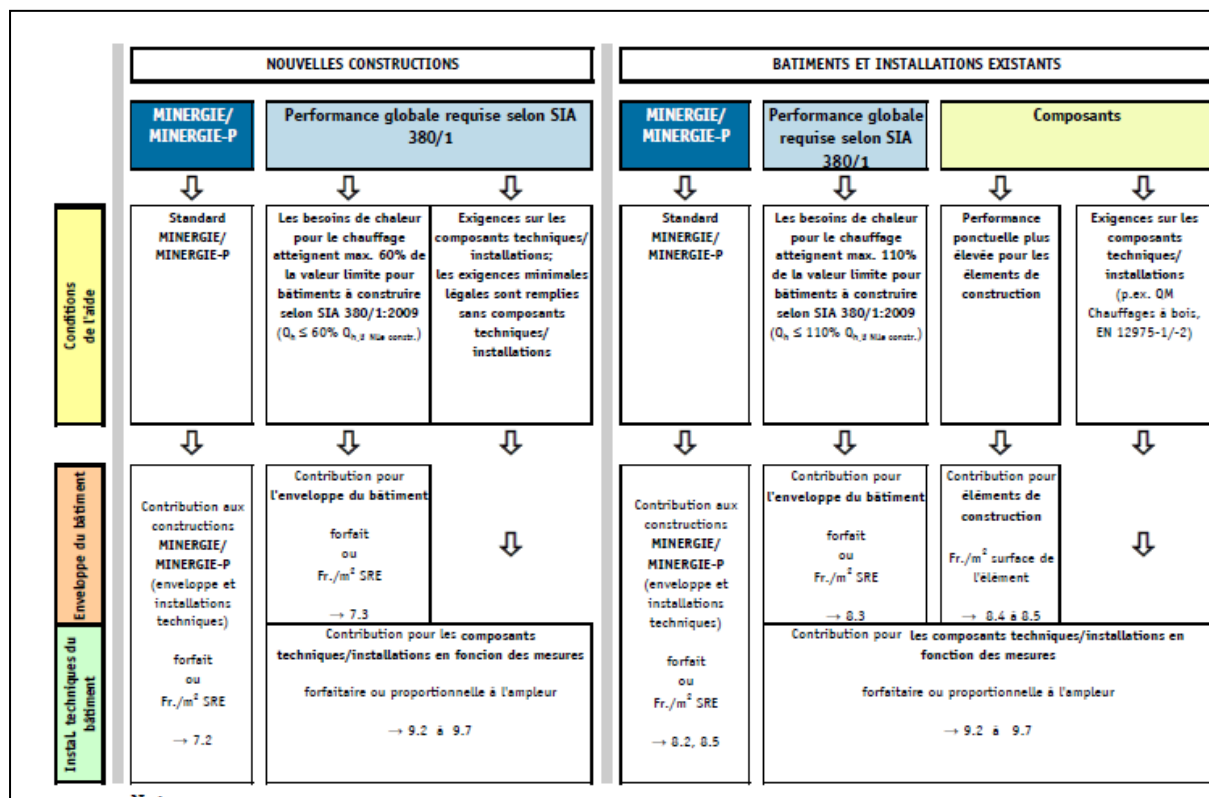 NOUVELLES CONSTRUCTIONS
BATIMENTS ET INSTALLATIONS EXISTANTS
MINERGIE/
MINERGIE-P
Performance globale requise selon SIA
380/1
MINERGIE/
MINERGIE-P
Performance globale
requise selon SIA
380/1
Composants
Conditions
de l'aide
Standard
MINERGIE/
MINERGIE-P
Les besoins de chaleur
pour le chauffage
atteignent max. 60% de
la valeur limite pour
bâtiments à construire
selon SIA 380/1:2009
(Qh ≤ 60% Qh,li Nlle constr.)
Exigences sur les
composants techniques/
installations;
les exigences minimales
légales sont remplies
sans composants
techniques/
installations
Standard
MINERGIE/
MINERGIE-P
Les besoins de chaleur
pour le chauffage
atteignent max. 110%
de la valeur limite pour
bâtiments à construire
selon SIA 380/1:2009
(Qh ≤ 110% Qh,li Nlle constr.)
Performance
ponctuelle plus
élevée pour les
élements de
construction
Exigences sur les
composants
techniques/
installations
(p.ex. QM
Chauffages à bois,
EN 12975-1/-2)
Enveloppe du bâtiment
Contribution aux
constructions
MINERGIE/
MINERGIE-P
(enveloppe et
installations
techniques)
forfait
ou
Fr./m² SRE
→ 7.2
Contribution pour
l'enveloppe du bâtiment
forfait
ou
Fr./m² SRE
→ 7.3
Contribution aux
constructions
MINERGIE/
MINERGIE-P
(enveloppe et
installations
techniques)
forfait
ou
Fr./m² SRE
→ 8.2, 8.5
Contribution pour
l'enveloppe du bâtiment
forfait
ou
Fr./m² SRE
→ 8.3
Contribution pour
éléments de
construction
Fr./m² surface de
l'élément
→ 8.4 à 8.5
Instal. techniques du
bâtiment
Contribution pour les composants
techniques/installations en foncion des mesures
forfaitaire ou proportionnelle à l'ampleur
→ 9.2 à 9.7
Contribution pour les composants techniques/installations en
fonction des mesures
forfaitaire ou proportionnelle à l'ampleur
→ 9.2 à 9.7